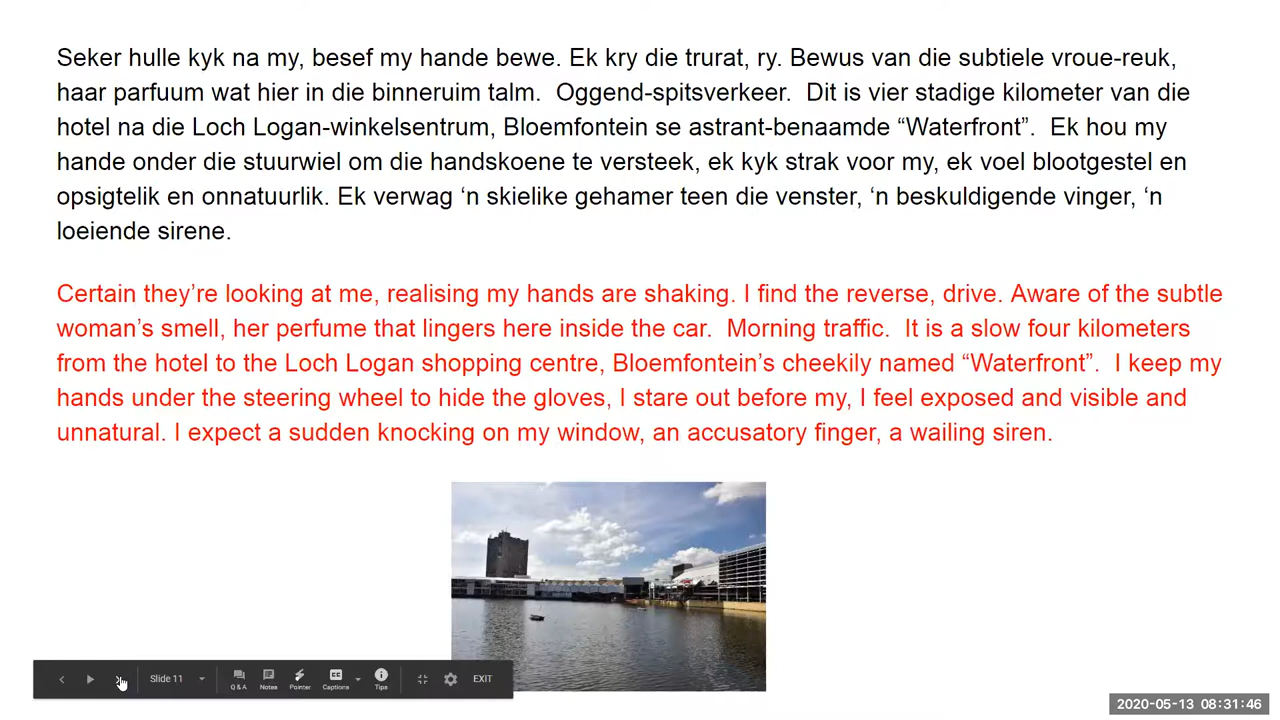 Seker hulle kyk na my, besef my hande bewe. Ek kry die trurat, ry. Bewus van die subtiele vroue-reuk,
haar parfuum wat hier in die binneruim talm.  Oggend-spitsverkeer.  Dit is vier stadige kilometer van die
hotel na die Loch Logan-winkelsentrum, Bloemfontein se astrant-benaamde “Waterfront”.  Ek hou my
hande onder die stuurwiel om die handskoene te versteek, ek kyk strak voor my, ek voel blootgestel en
opsigtelik en onnatuurlik. Ek verwag ‘n skielike gehamer teen die venster, ‘n beskuldigende vinger, ‘n
loeiende sirene.
Certain they’re looking at me, realising my hands are shaking. I find the reverse, drive. Aware of the subtle
woman’s smell, her perfume that lingers here inside the car.  Morning traffic.  It is a slow four kilometers
from the hotel to the Loch Logan shopping centre, Bloemfontein’s cheekily named “Waterfront”.  I keep my
hands under the steering wheel to hide the gloves, I stare out before my, I feel exposed and visible and
unnatural. I expect a sudden knocking on my window, an accusatory finger, a wailing siren.
Slide 11
Q & A
Notes
Pointer
CC
Captions
Tips
EXIT
2020-05-13 08:31:46